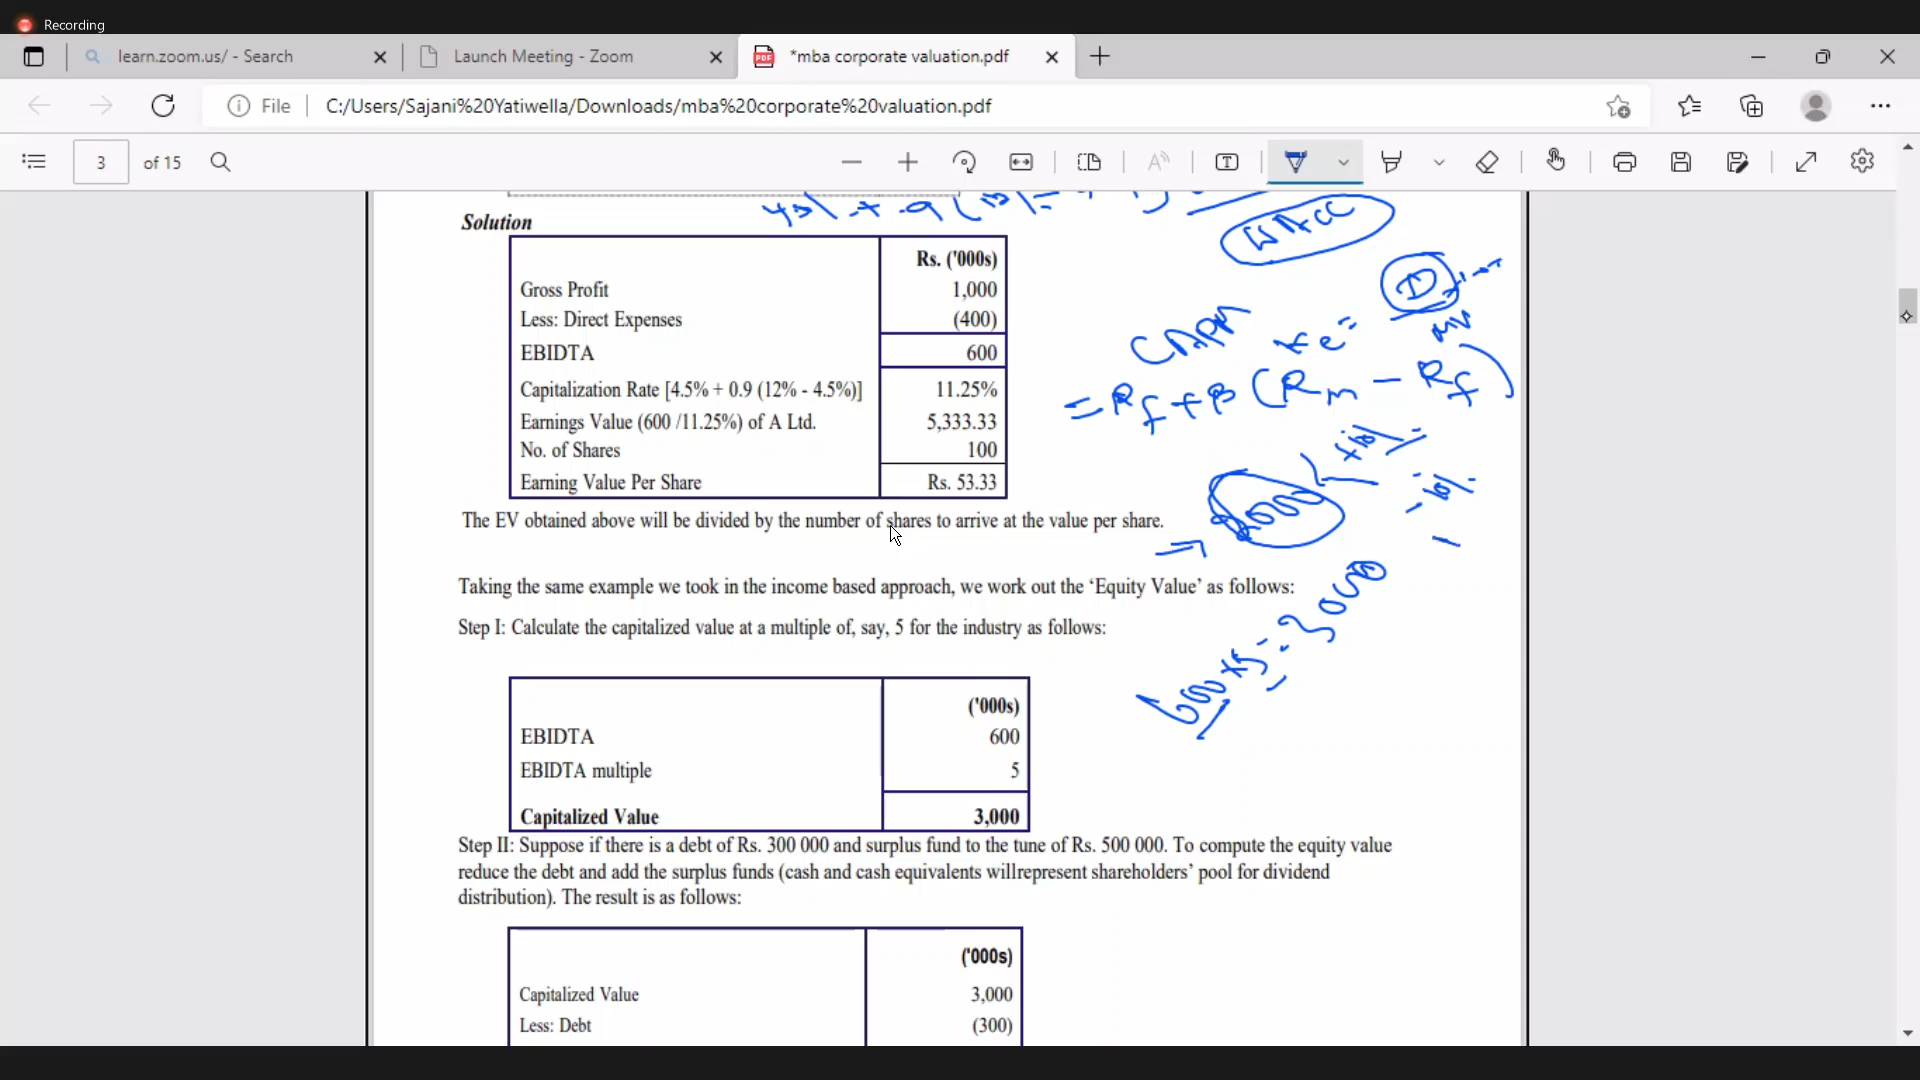 Recording
learn.zoom.us/ - Search
Launch Meeting - Zoom
*mba corporate valuation.pdf
File
C:/Users/Sajani%20Yatiwella/Downloads/mba%20corporate%20valuation.pdf
3 of 15
Solution
WACC
Rs. ('000s)
Gross Profit 1,000
Less: Direct Expenses (400)
EBIDTA 600
Capitalization Rate [4.5% + 0.9 (12% - 4.5%)] 11.25%
Earnings Value (600 /11.25%) of A Ltd. 5,333.33
No. of Shares 100
Earning Value Per Share Rs. 53.33
D
MV
CAPM
= Rf + β (Rm - Rf)
The EV obtained above will be divided by the number of shares to arrive at the value per share.
Taking the same example we took in the income based approach, we work out the ‘Equity Value’ as follows:
Step I: Calculate the capitalized value at a multiple of, say, 5 for the industry as follows:
600 x 5 = 3000
('000s)
EBIDTA 600
EBIDTA multiple 5
Capitalized Value 3,000
Step II: Suppose if there is a debt of Rs. 300 000 and surplus fund to the tune of Rs. 500 000. To compute the equity value
reduce the debt and add the surplus funds (cash and cash equivalents willrepresent shareholders’ pool for dividend
distribution). The result is as follows:
('000s)
Capitalized Value 3,000
Less: Debt (300)